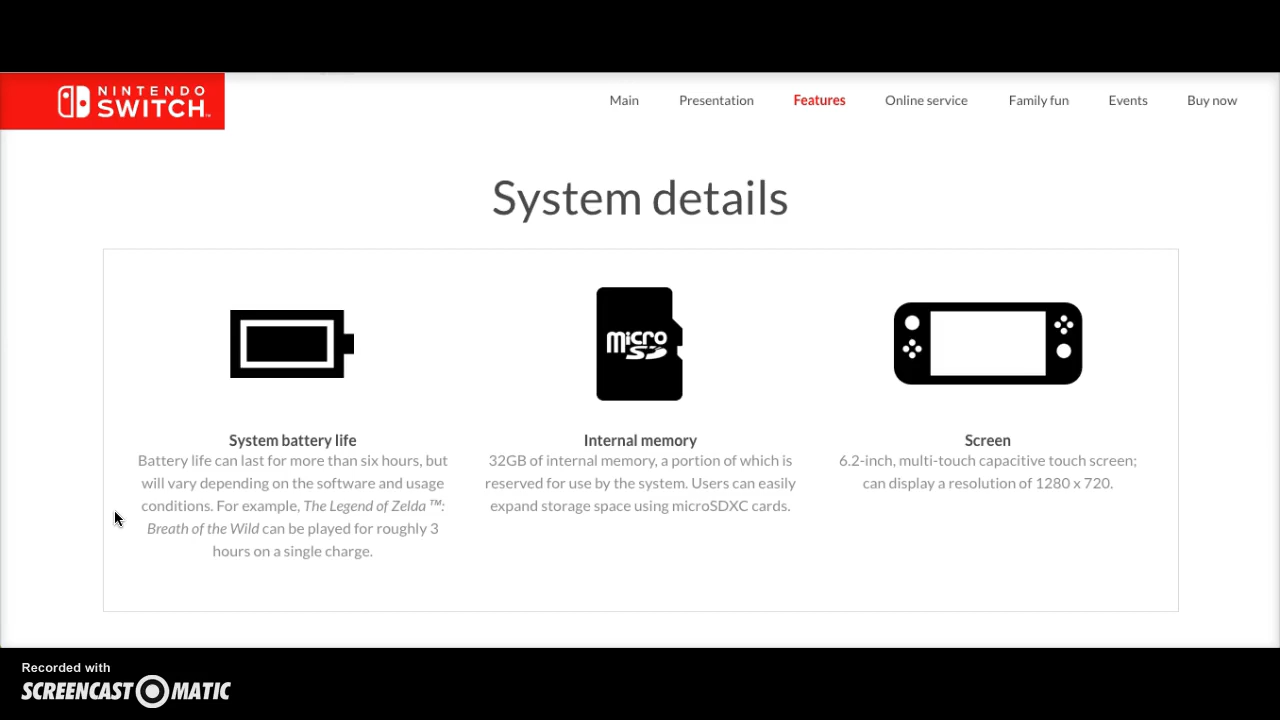 NINTENDO
SWITCH™
Main Presentation Features Online service Family fun Events Buy now
System details
micro
SD
System battery life
Battery life can last for more than six hours, but
will vary depending on the software and usage
conditions. For example, The Legend of Zelda ™:
Breath of the Wild can be played for roughly 3
hours on a single charge.
Internal memory
32GB of internal memory, a portion of which is
reserved for use by the system. Users can easily
expand storage space using microSDXC cards.
Screen
6.2-inch, multi-touch capacitive touch screen;
can display a resolution of 1280 x 720.
Recorded with
SCREENCAST O MATIC